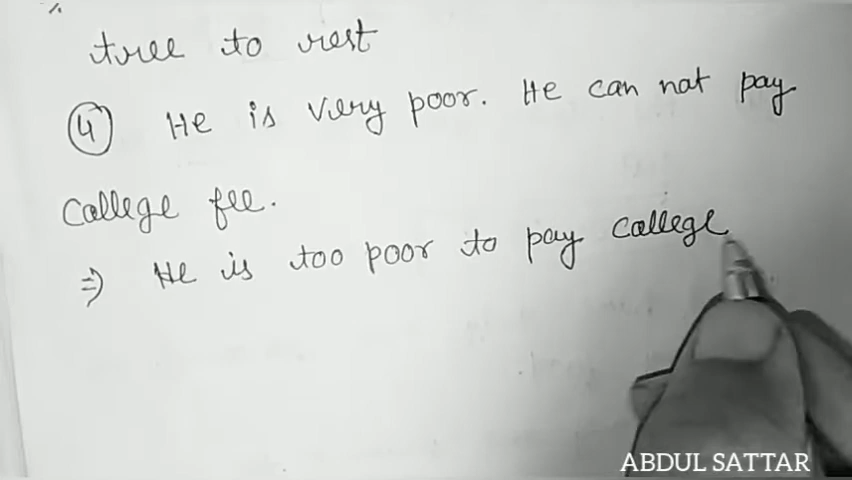 tree to rest
4 He is very poor. He can not pay
college fee.
⇒ He is too poor to pay college
ABDUL SATTAR